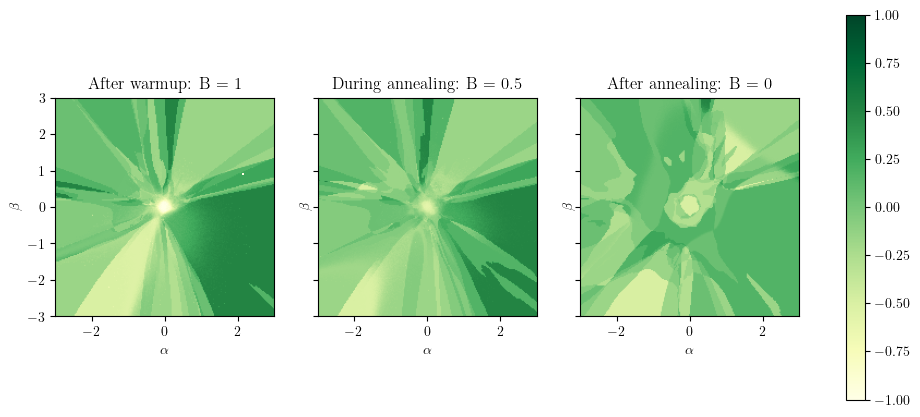 After warmup: B = 1
During annealing: B = 0.5
After annealing: B = 0
3
2
1
0
−1
−2
−3
β
β
β
−2
0
2
−2
0
2
−2
0
2
α
α
α
1.00
0.75
0.50
0.25
0.00
−0.25
−0.50
−0.75
−1.00